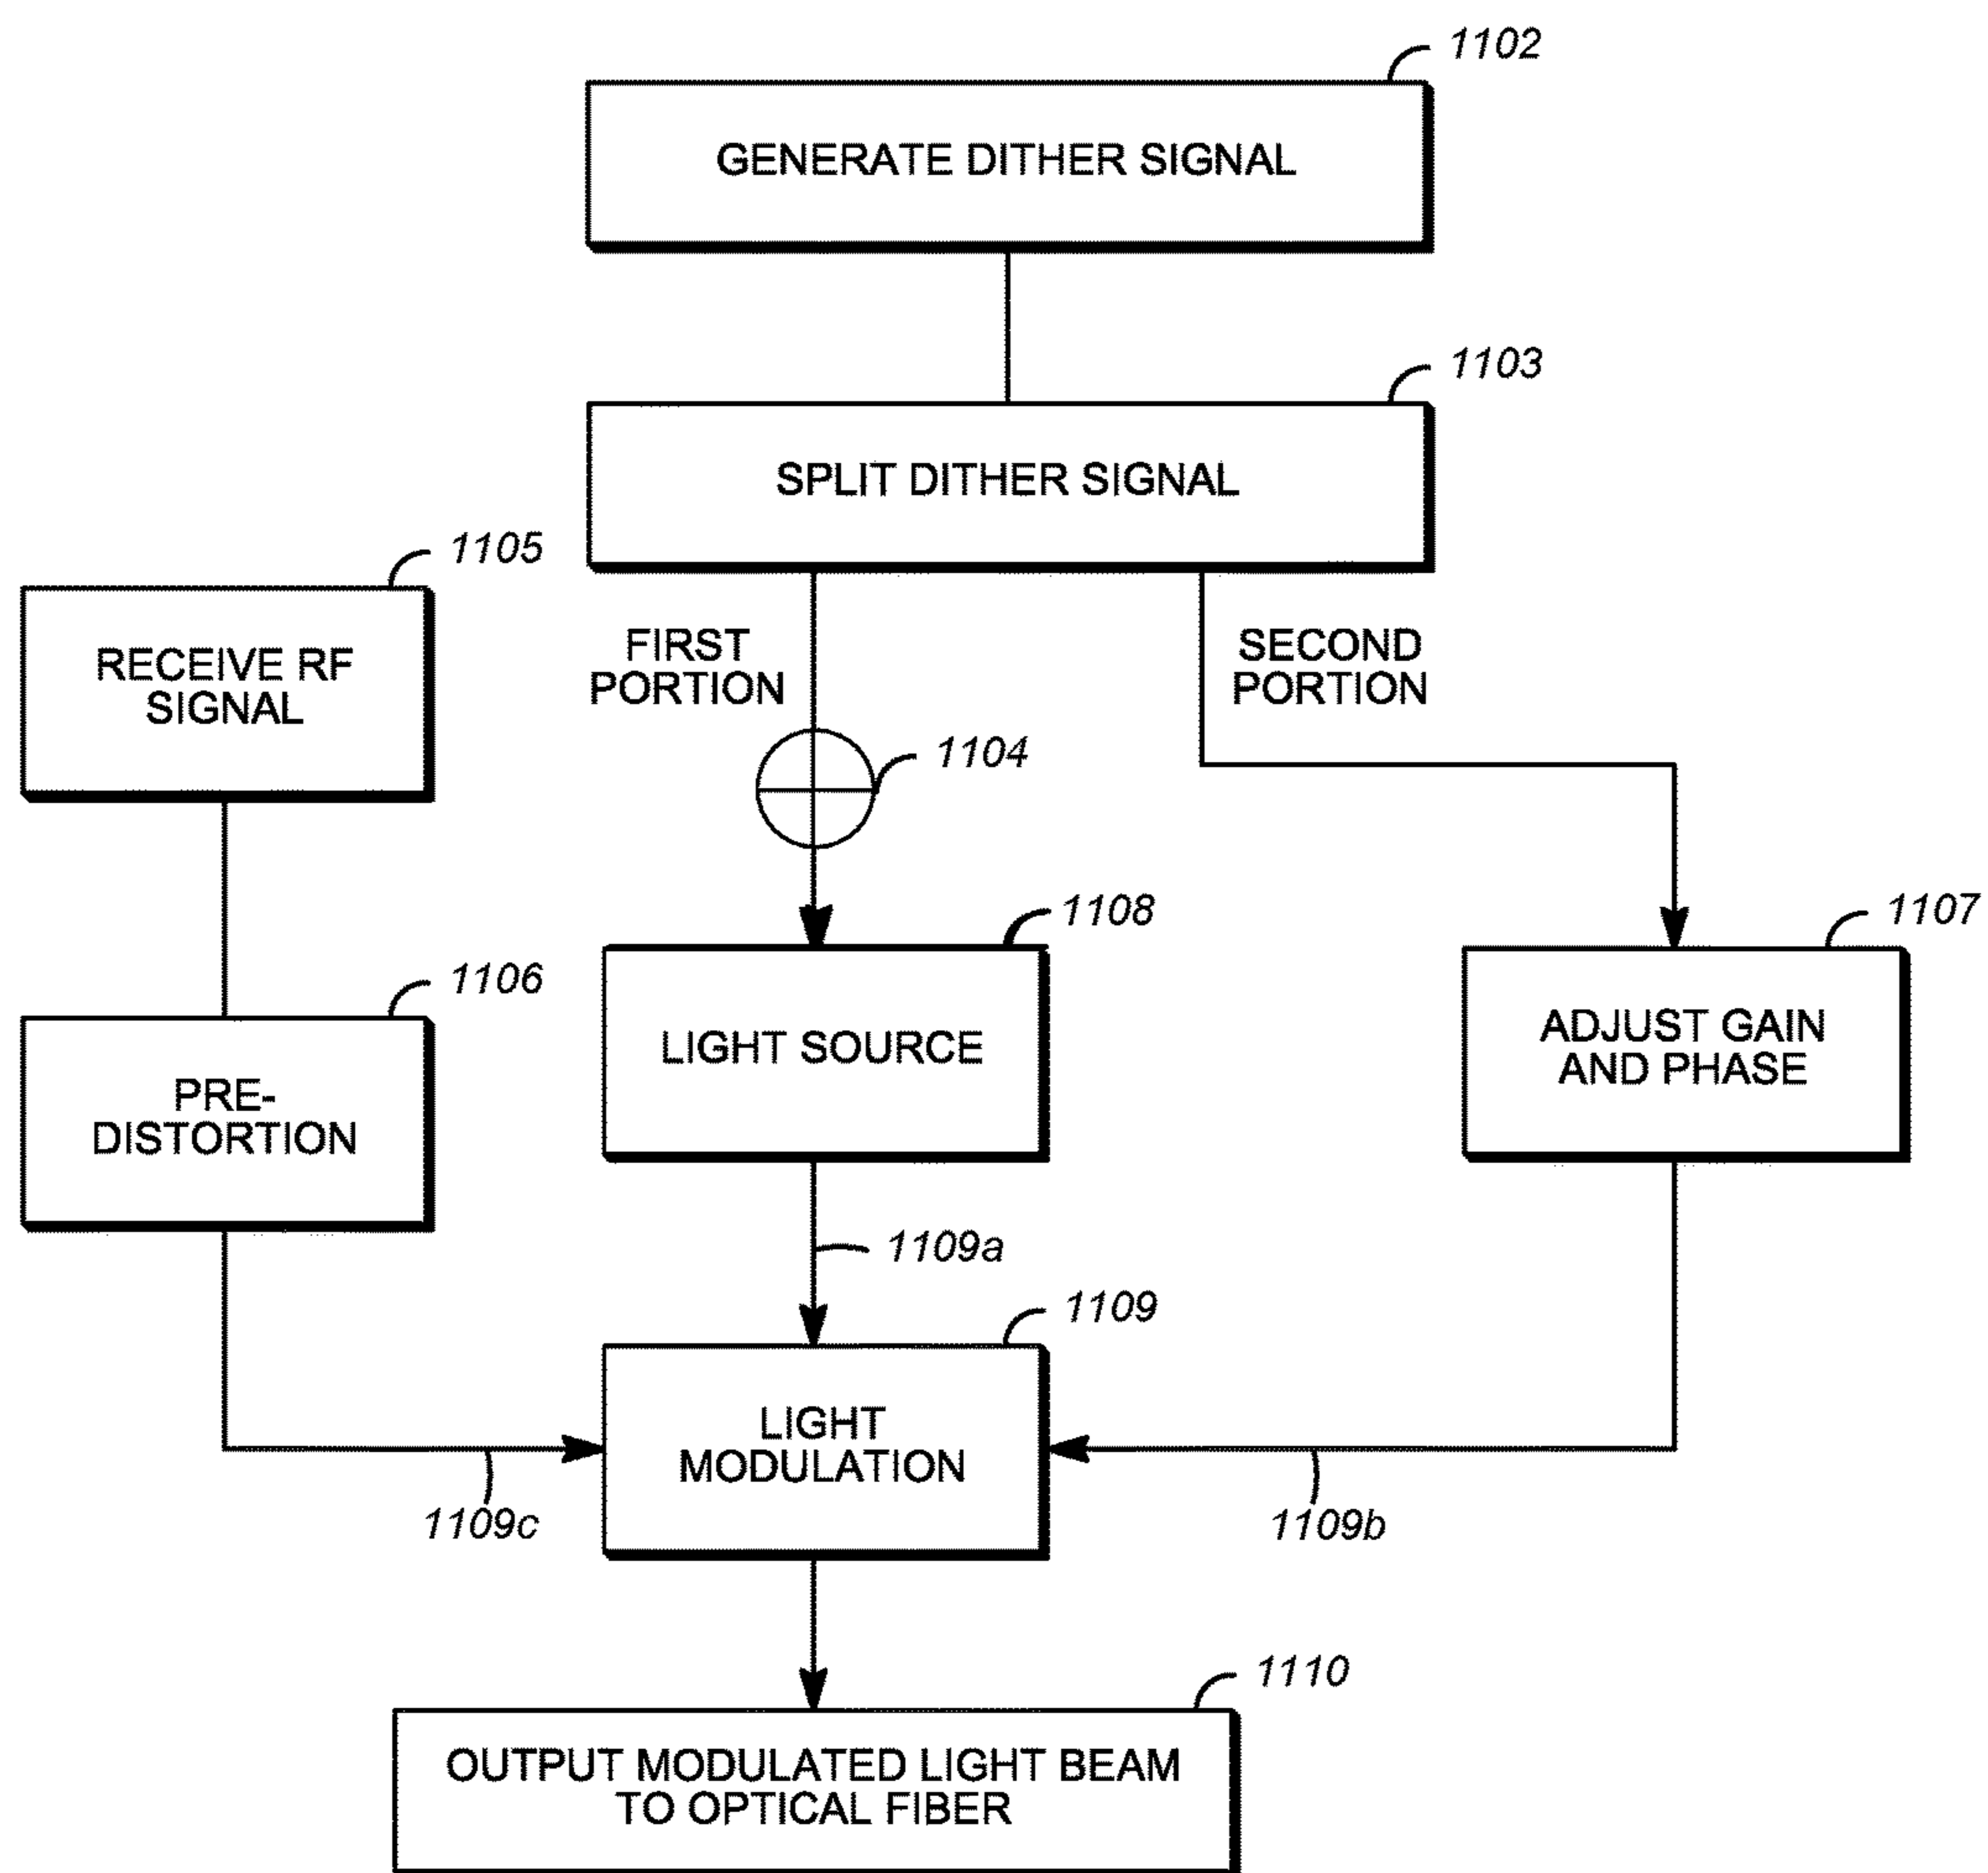 1102
GENERATE DITHER SIGNAL
1103
SPLIT DITHER SIGNAL
1105
RECEIVE RF
SIGNAL
FIRST
PORTION
SECOND
PORTION
1104
1108
LIGHT SOURCE
1107
ADJUST GAIN
AND PHASE
1106
PRE-
DISTORTION
1109a
1109
LIGHT
MODULATION
1109c
1109b
1110
OUTPUT MODULATED LIGHT BEAM
TO OPTICAL FIBER